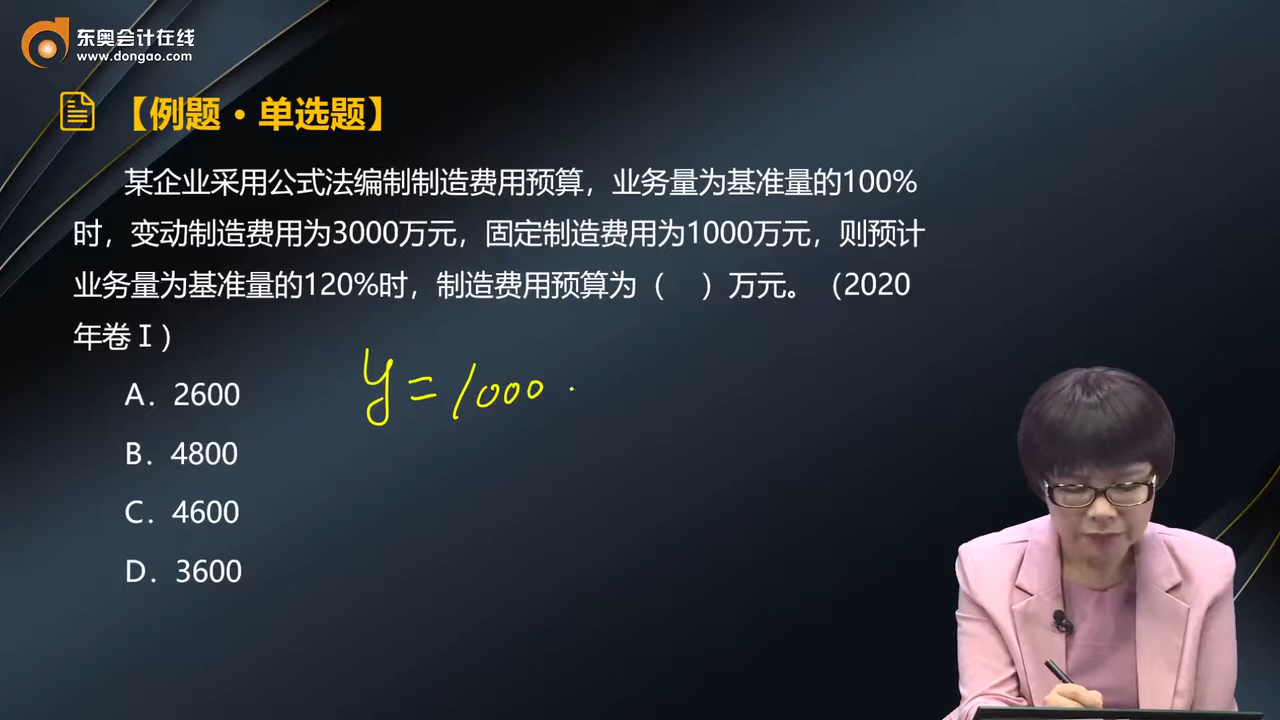 东奥会计在线
www.dongao.com
【例题·单选题】
某企业采用公式法编制制造费用预算，业务量为基准量的100%
时，变动制造费用为3000万元，固定制造费用为1000万元，则预计
业务量为基准量的120%时，制造费用预算为（　）万元。（2020
年卷Ⅰ）
y=1000
A．2600
B．4800
C．4600
D．3600